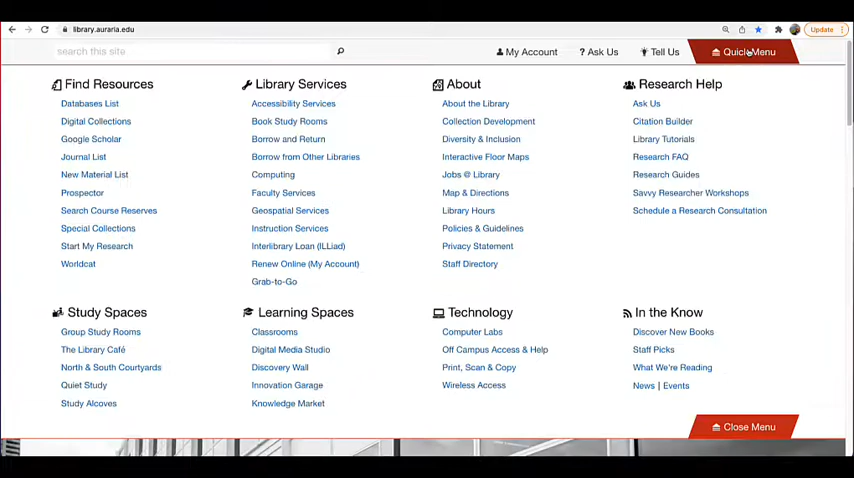 library.auraria.edu
Update
search this site
My Account
? Ask Us
Tell Us
Quick Menu
Find Resources
Databases List
Digital Collections
Google Scholar
Journal List
New Material List
Prospector
Search Course Reserves
Special Collections
Start My Research
Worldcat
Library Services
Accessibility Services
Book Study Rooms
Borrow and Return
Borrow from Other Libraries
Computing
Faculty Services
Geospatial Services
Instruction Services
Interlibrary Loan (ILLiad)
Renew Online (My Account)
Grab-to-Go
About
About the Library
Collection Development
Diversity & Inclusion
Interactive Floor Maps
Jobs @ Library
Map & Directions
Library Hours
Policies & Guidelines
Privacy Statement
Staff Directory
Research Help
Ask Us
Citation Builder
Library Tutorials
Research FAQ
Research Guides
Savvy Researcher Workshops
Schedule a Research Consultation
Study Spaces
Group Study Rooms
The Library Café
North & South Courtyards
Quiet Study
Study Alcoves
Learning Spaces
Classrooms
Digital Media Studio
Discovery Wall
Innovation Garage
Knowledge Market
Technology
Computer Labs
Off Campus Access & Help
Print, Scan & Copy
Wireless Access
In the Know
Discover New Books
Staff Picks
What We're Reading
News | Events
Close Menu